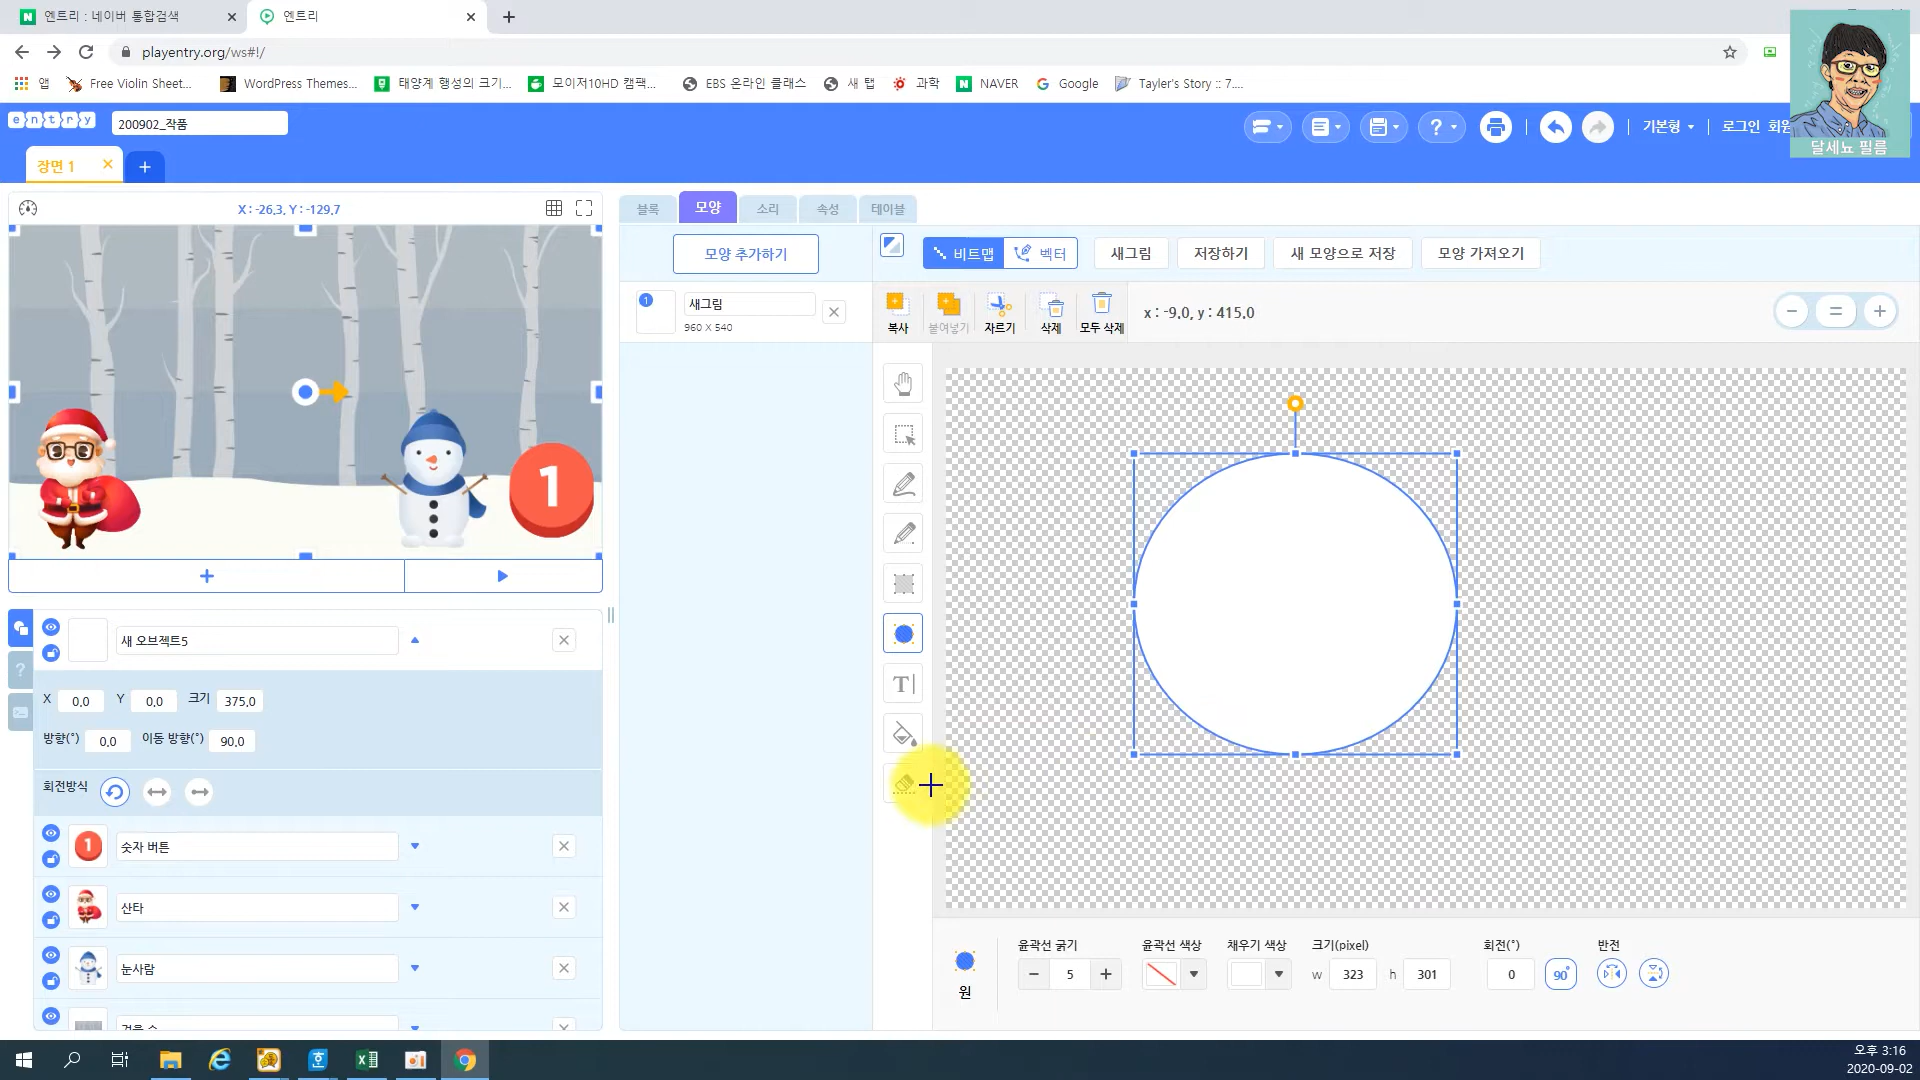 엔트리 : 네이버 통합검색
엔트리
playentry.org/ws#!/
앱
Free Violin Sheet...
WordPress Themes...
태양계 행성의 크기...
모이저10HD 캠팩...
EBS 온라인 클래스
새 탭
과학
NAVER
Google
Tayler's Story :: 7....
달세뇨 필름
entry
200902_작품
기본형
로그인
장면 1
X : -26.3, Y : -129.7
1
블록
모양
소리
속성
테이블
모양 추가하기
비트맵
벡터
새그림
저장하기
새 모양으로 저장
모양 가져오기
1
새그림
960 X 540
복사
붙여넣기
자르기
삭제
모두 삭제
x : -9.0, y : 415.0
T
새 오브젝트5
X
0.0
Y
0.0
크기
375.0
방향(°)
0.0
이동 방향(°)
90.0
회전방식
1
숫자 버튼
산타
눈사람
원
윤곽선 굵기
5
윤곽선 색상
채우기 색상
크기(pixel)
w
323
h
301
회전(°)
0
90°
반전
오후 3:16
2020-09-02